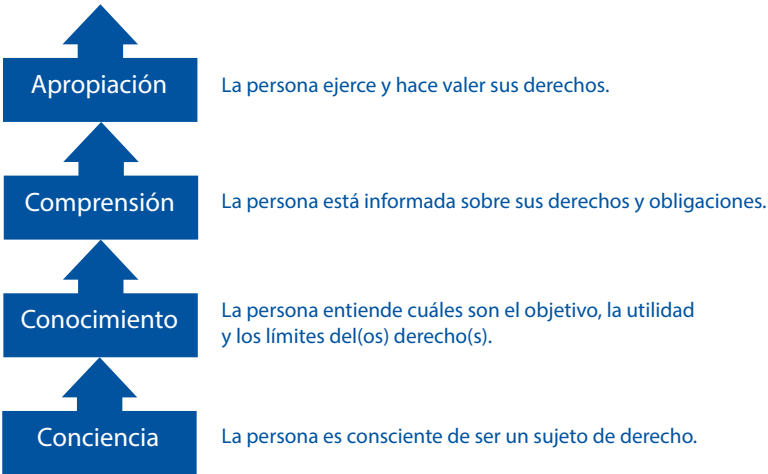 Apropiación
La persona ejerce y hace valer sus derechos.
Comprensión
La persona está informada sobre sus derechos y obligaciones.
Conocimiento
La persona entiende cuáles son el objetivo, la utilidad
y los límites del(os) derecho(s).
Conciencia
La persona es consciente de ser un sujeto de derecho.